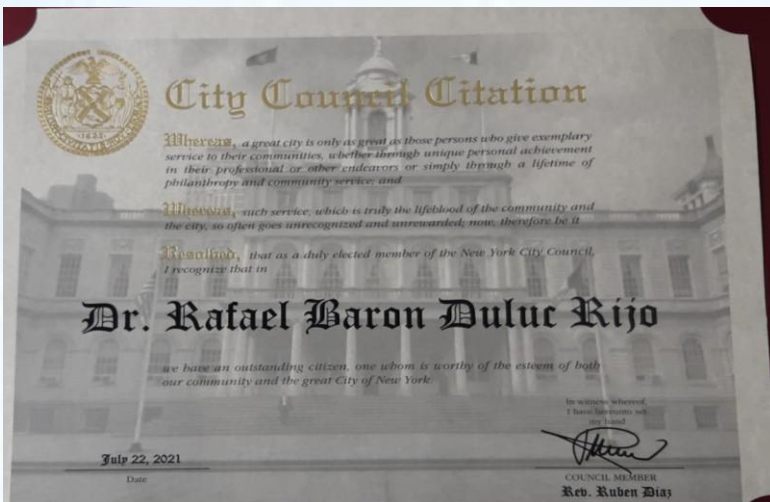 City Council Citation
Whereas, a great city is only as great as those persons who give exemplary
service to their communities, whether through unique personal achievement
in their professional or other endeavors or simply through a lifetime of
philanthropy and community service; and
Whereas, such service, which is truly the lifeblood of the community and
the city, so often goes unrecognized and unrewarded; now, therefore be it
Resolved, that as a duly elected member of the New York City Council,
I recognize that in
Dr. Rafael Baron Duluc Rijo
we have an outstanding citizen, one whom is worthy of the esteem of both
our community and the great City of New York.
In witness whereof,
I have hereunto set
my hand
July 22, 2021
Date
COUNCIL MEMBER
Rev. Ruben Diaz